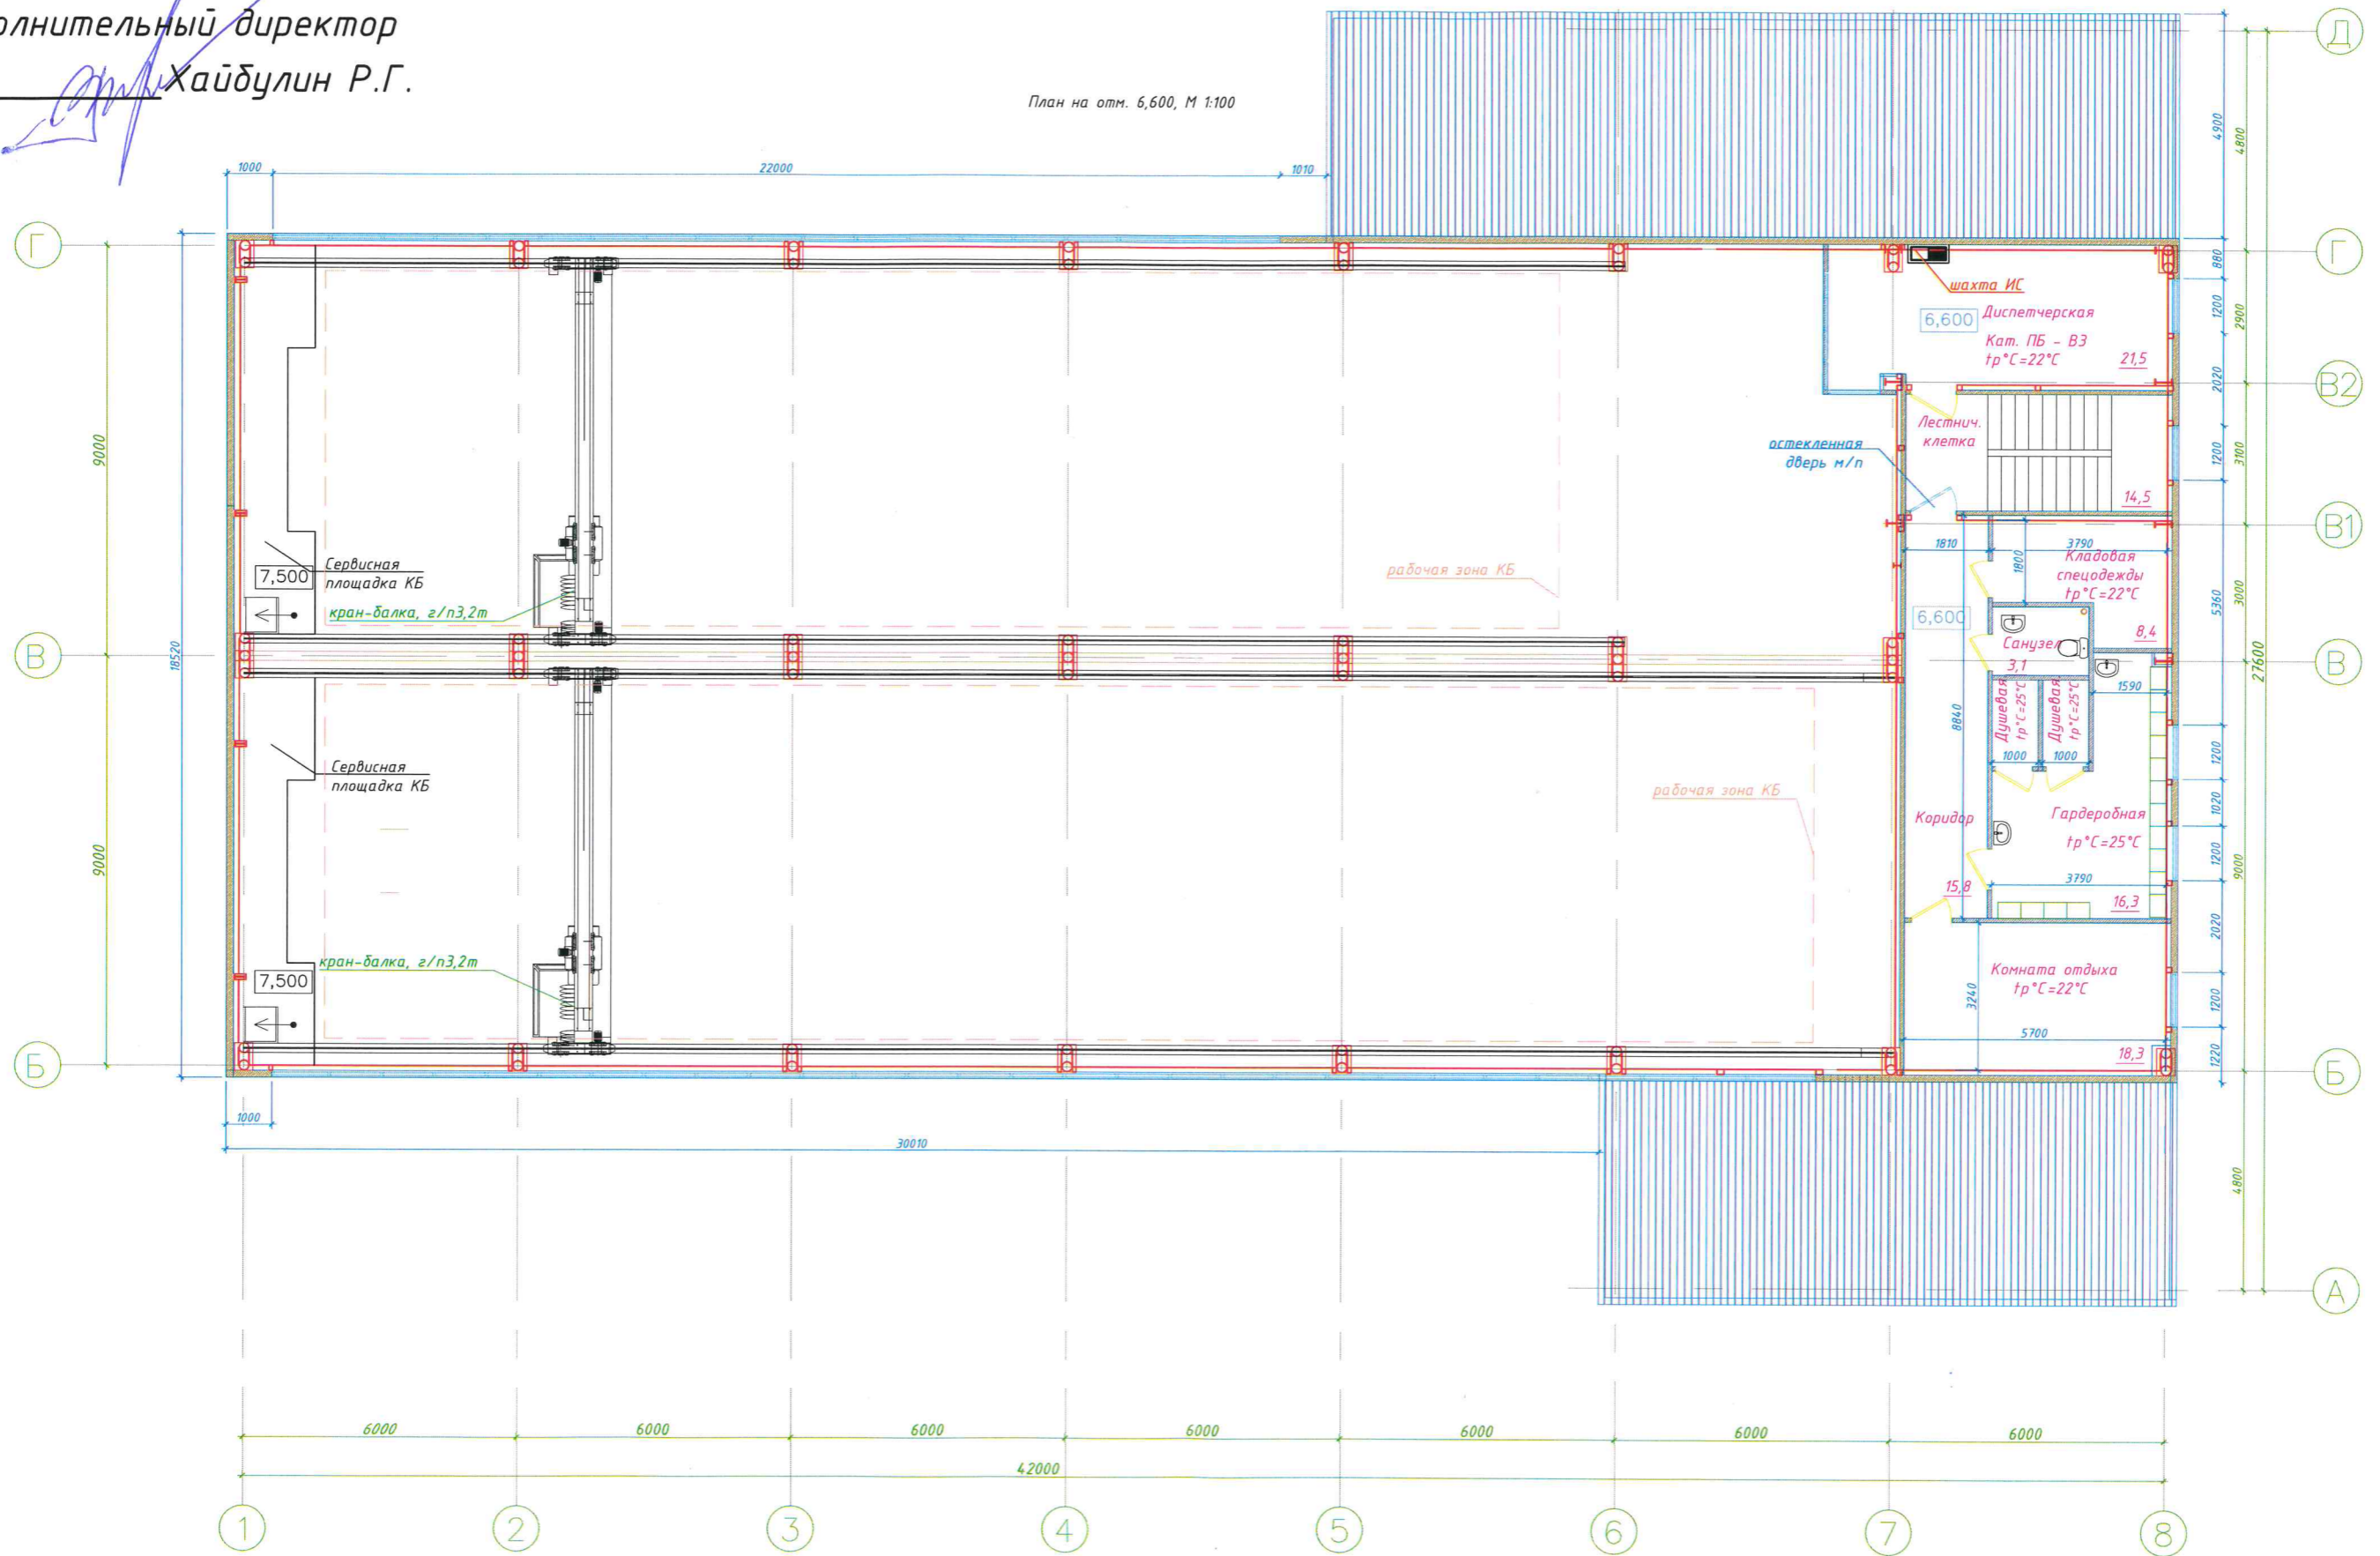 олнительный директор
Хайбулин Р.Г.
План на отм. 6,600, М 1:100
Д
4900
4800
1000
22000
1010
Г
Г
880
шахта ИС
6,600
Диспетчерская
Кат. ПБ - В3
tр°C=22°C
21,5
1200
2900
2020
В2
9000
18520
Лестнич.
клетка
остекленная
дверь м/п
14,5
1200
3100
В1
7,500
Сервисная
площадка КБ
кран-балка, г/п3,2т
рабочая зона КБ
1810
1800
3790
Кладовая
спецодежды
tр°C=22°C
8,4
6,600
5360
3000
В
В
Санузел
3,1
1590
27600
Душевая
tр°C=25°C
Душевая
tр°C=25°C
1000
1000
8840
1200
Сервисная
площадка КБ
рабочая зона КБ
1020
9000
Коридор
15,8
Гардеробная
tр°C=25°C
3790
16,3
1200
9000
2020
7,500
кран-балка, г/п3,2т
Комната отдыха
tр°C=22°C
3240
5700
18,3
1200
1220
Б
Б
1000
30010
4800
А
6000
6000
6000
6000
6000
6000
6000
42000
1
2
3
4
5
6
7
8